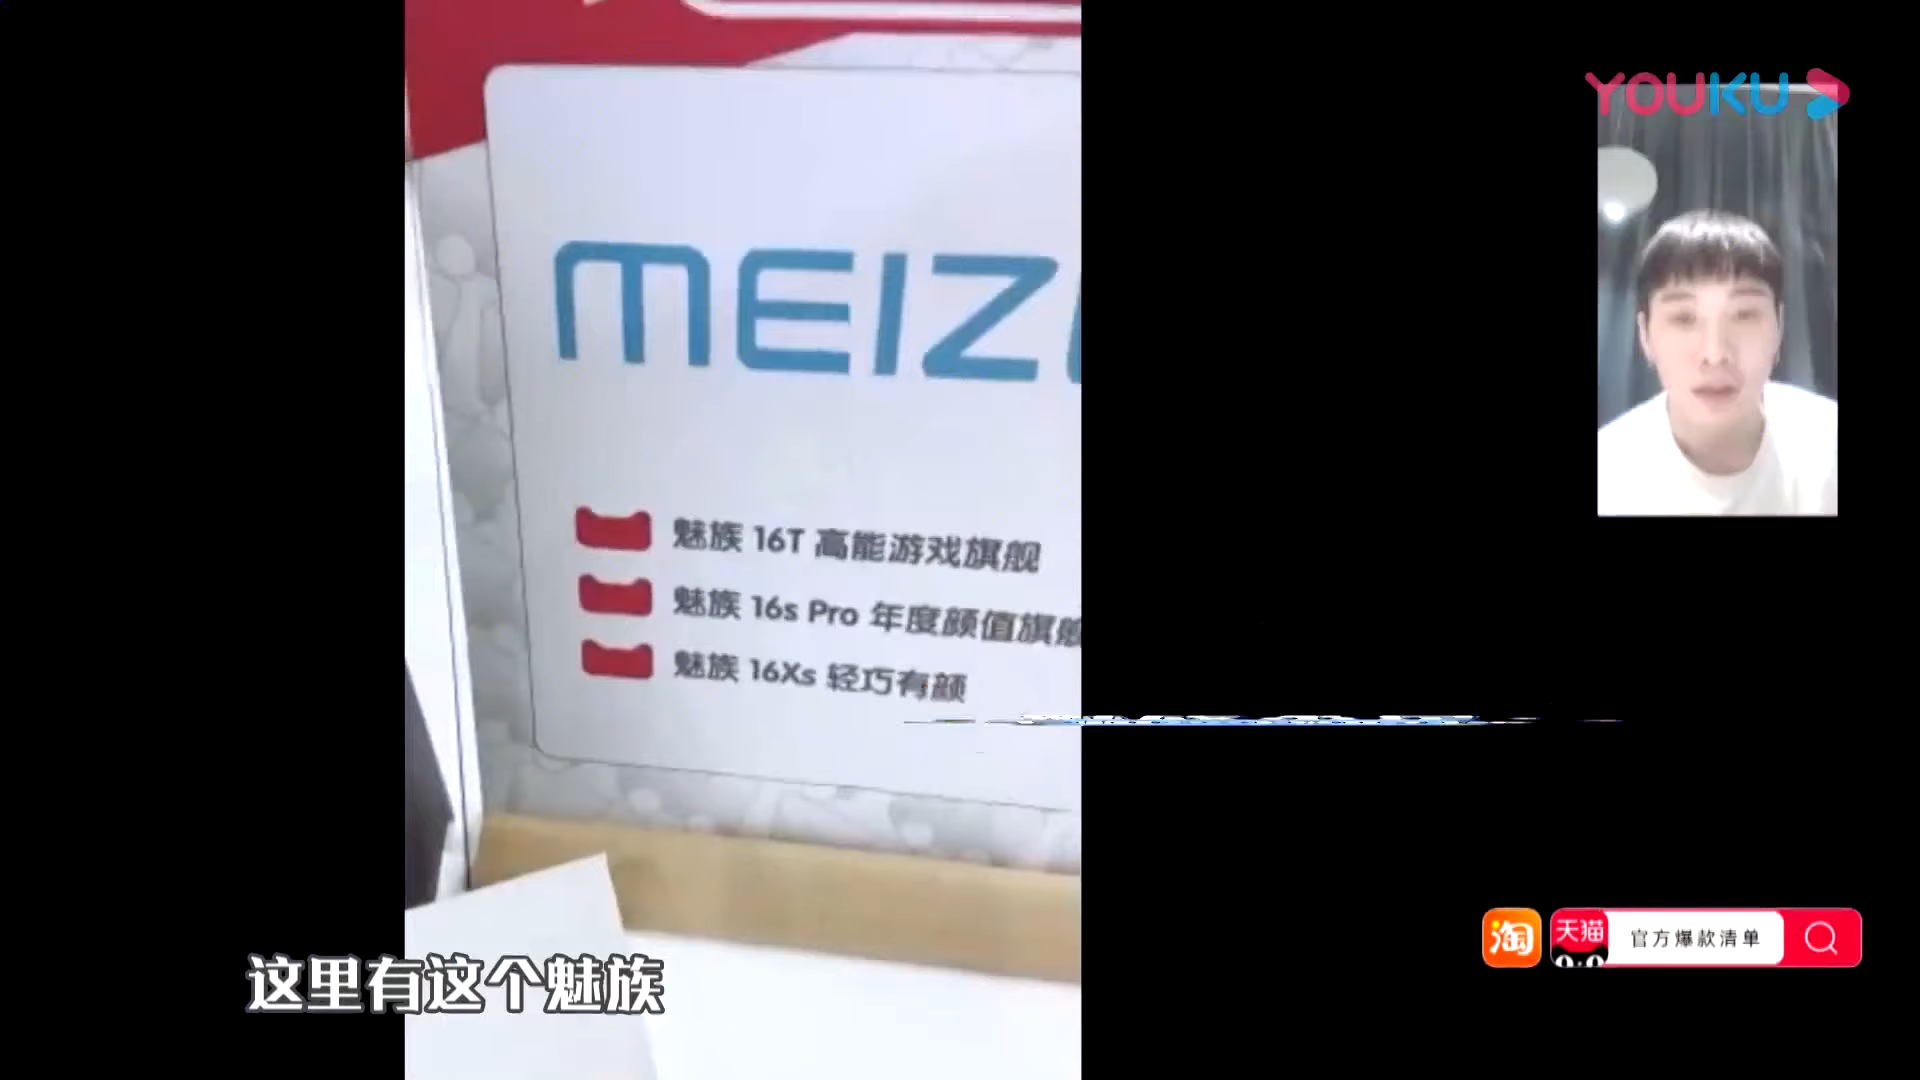 YOUKU
MEIZ
魅族 16T 高能游戏旗舰
魅族 16s Pro 年度颜值旗舰
魅族 16Xs 轻巧有颜
淘 天猫 官方爆款清单
这里有这个魅族